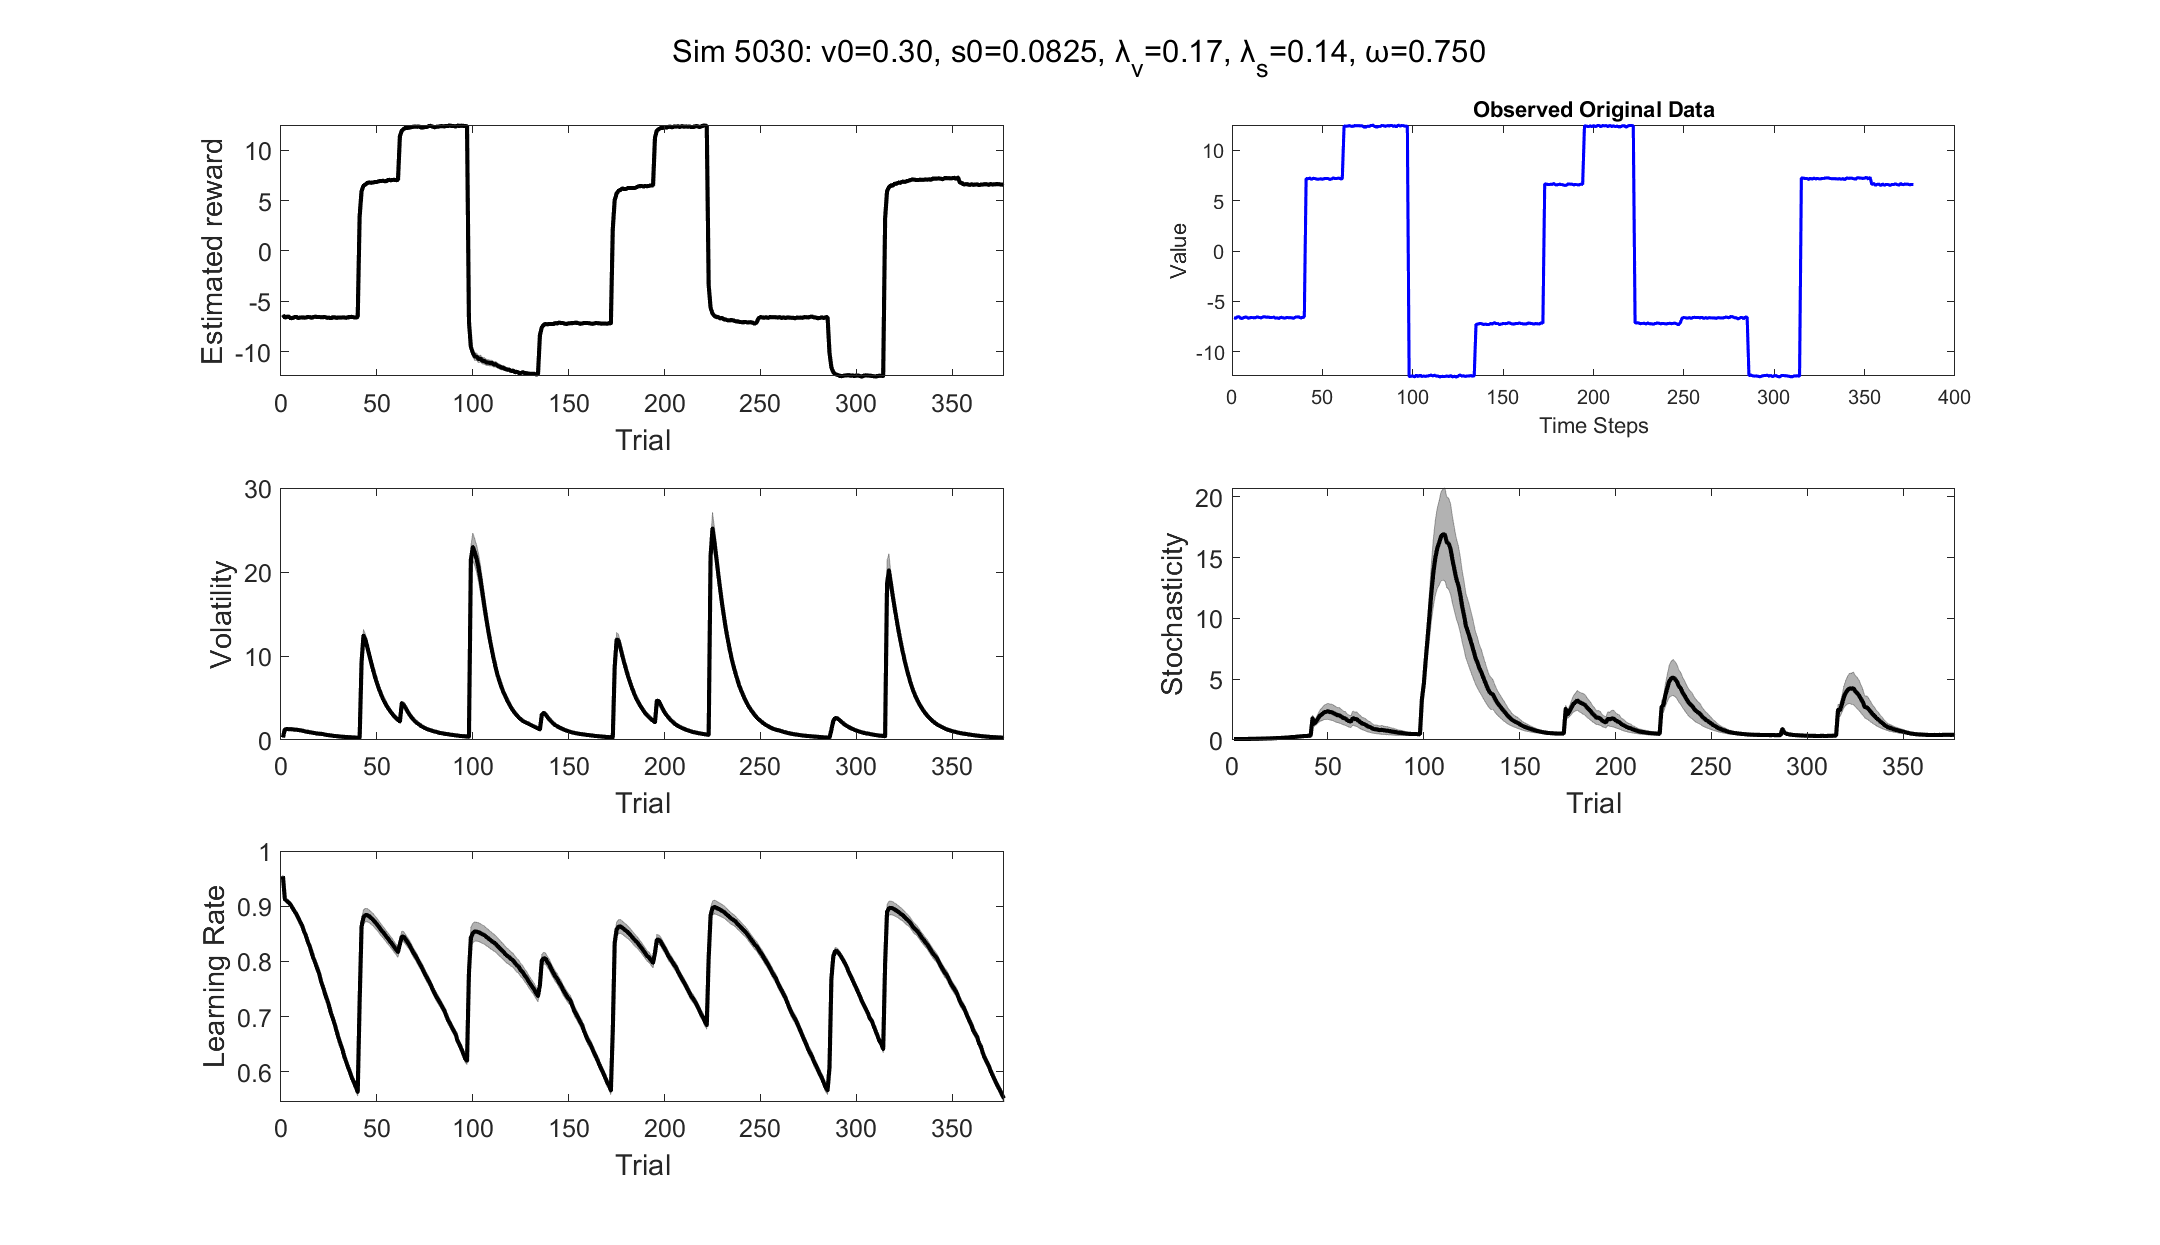 Sim 5030: v0=0.30, s0=0.0825, λv=0.17, λs=0.14, ω=0.750
Estimated reward
10
5
0
-5
-10
0 50 100 150 200 250 300 350
Trial
Observed Original Data
Value
10
5
0
-5
-10
0 50 100 150 200 250 300 350 400
Time Steps
Volatility
30
20
10
0
0 50 100 150 200 250 300 350
Trial
Stochasticity
20
15
10
5
0
0 50 100 150 200 250 300 350
Trial
Learning Rate
1
0.9
0.8
0.7
0.6
0 50 100 150 200 250 300 350
Trial